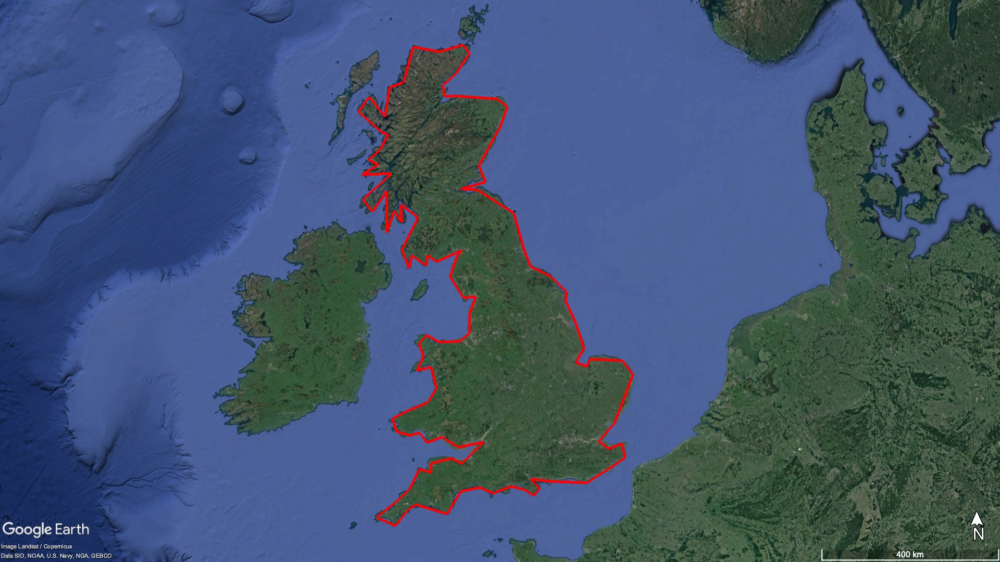 Google Earth
Image Landsat / Copernicus
Data SIO, NOAA, U.S. Navy, NGA, GEBCO
N
400 km